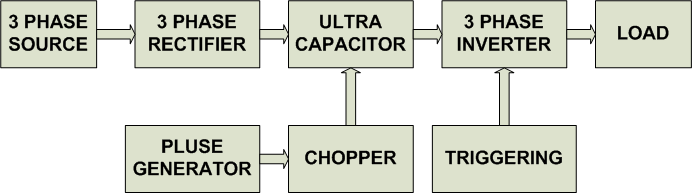 3 PHASE
SOURCE
3 PHASE
RECTIFIER
ULTRA
CAPACITOR
3 PHASE
INVERTER
LOAD
PLUSE
GENERATOR
CHOPPER
TRIGGERING